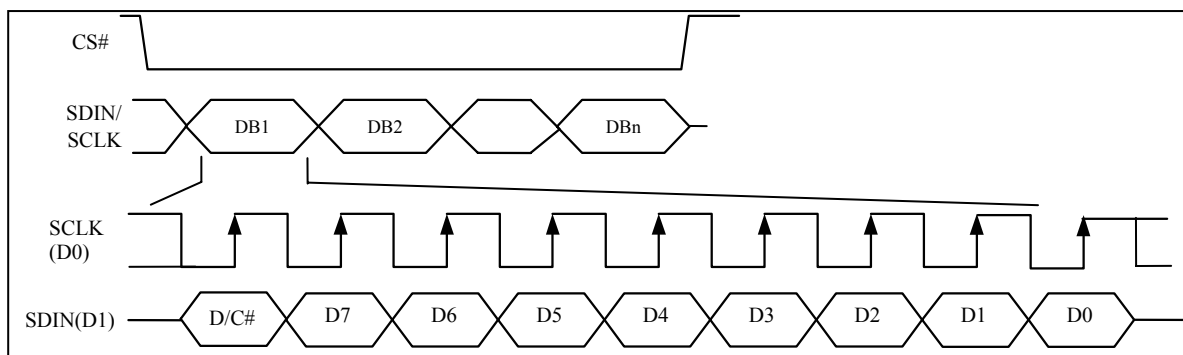 CS#
SDIN/
SCLK
DB1 DB2 DBn
SCLK
(D0)
SDIN(D1) D/C# D7 D6 D5 D4 D3 D2 D1 D0